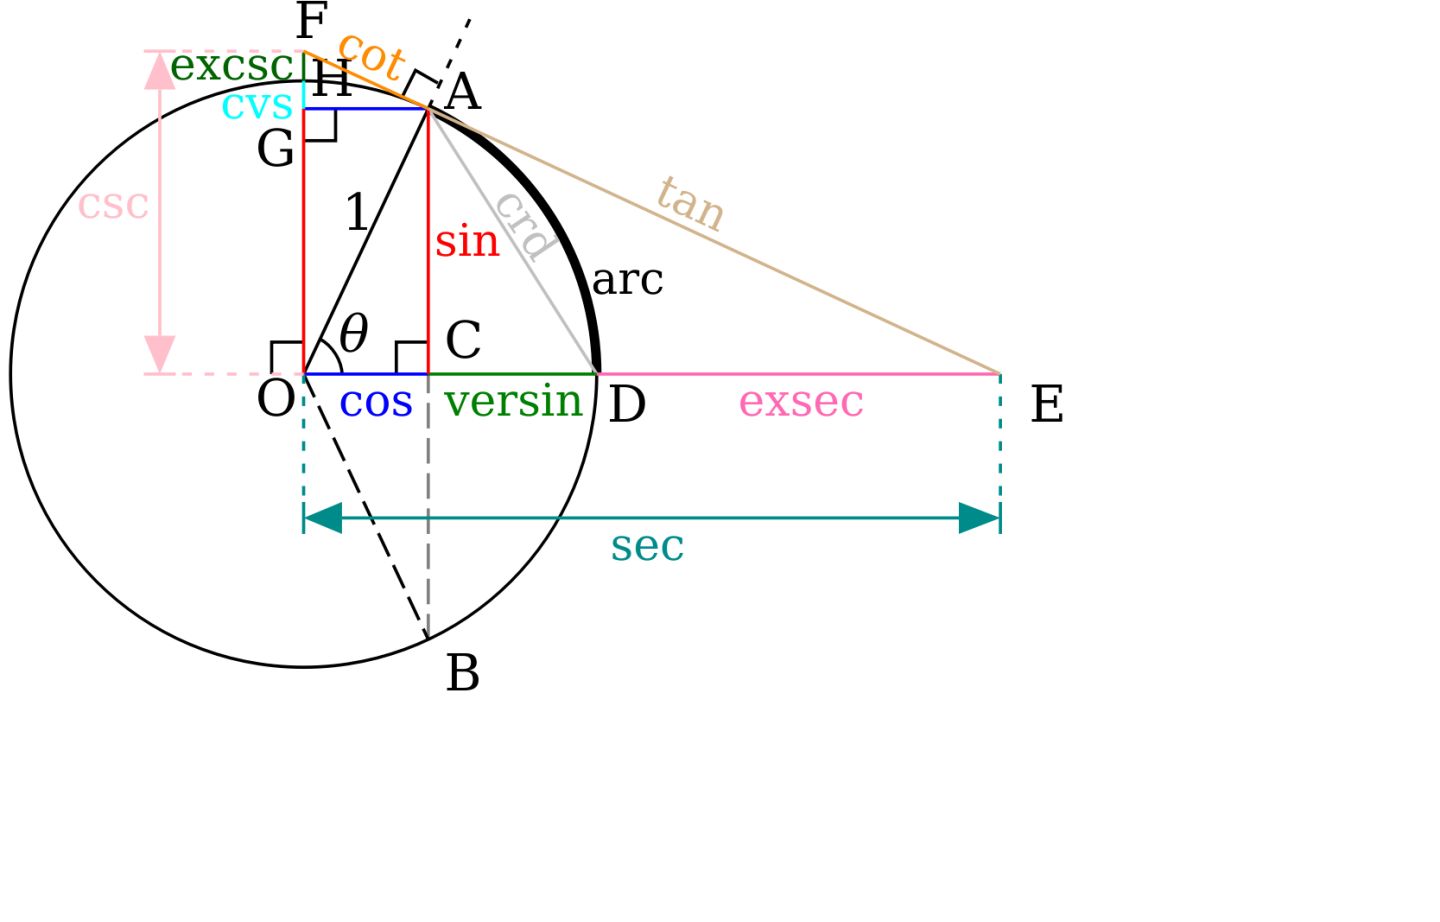 F
cot
excsc
H
A
cvs
G
csc
1
crd
tan
sin
arc
θ
C
O
cos
versin
D
exsec
E
sec
B